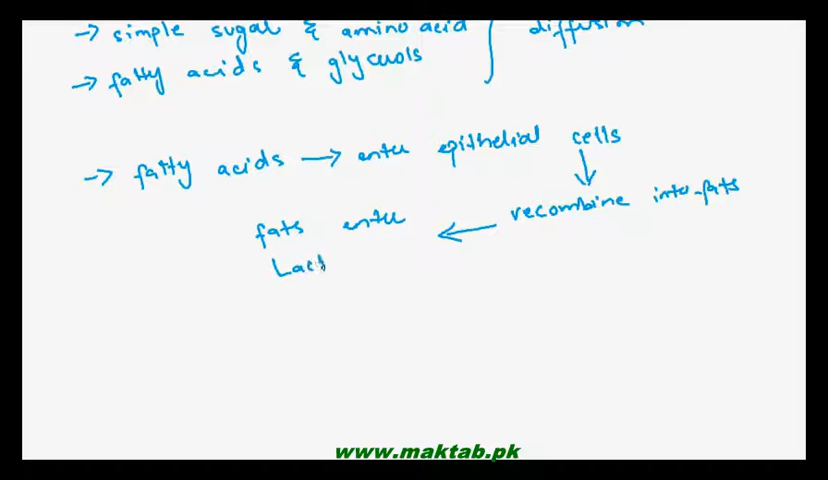 -> simple sugar & amino acid } diffusion
-> fatty acids & glycerols
-> fatty acids -> enter epithelial cells
recombine into fats
fats enter
Lact
www.maktab.pk